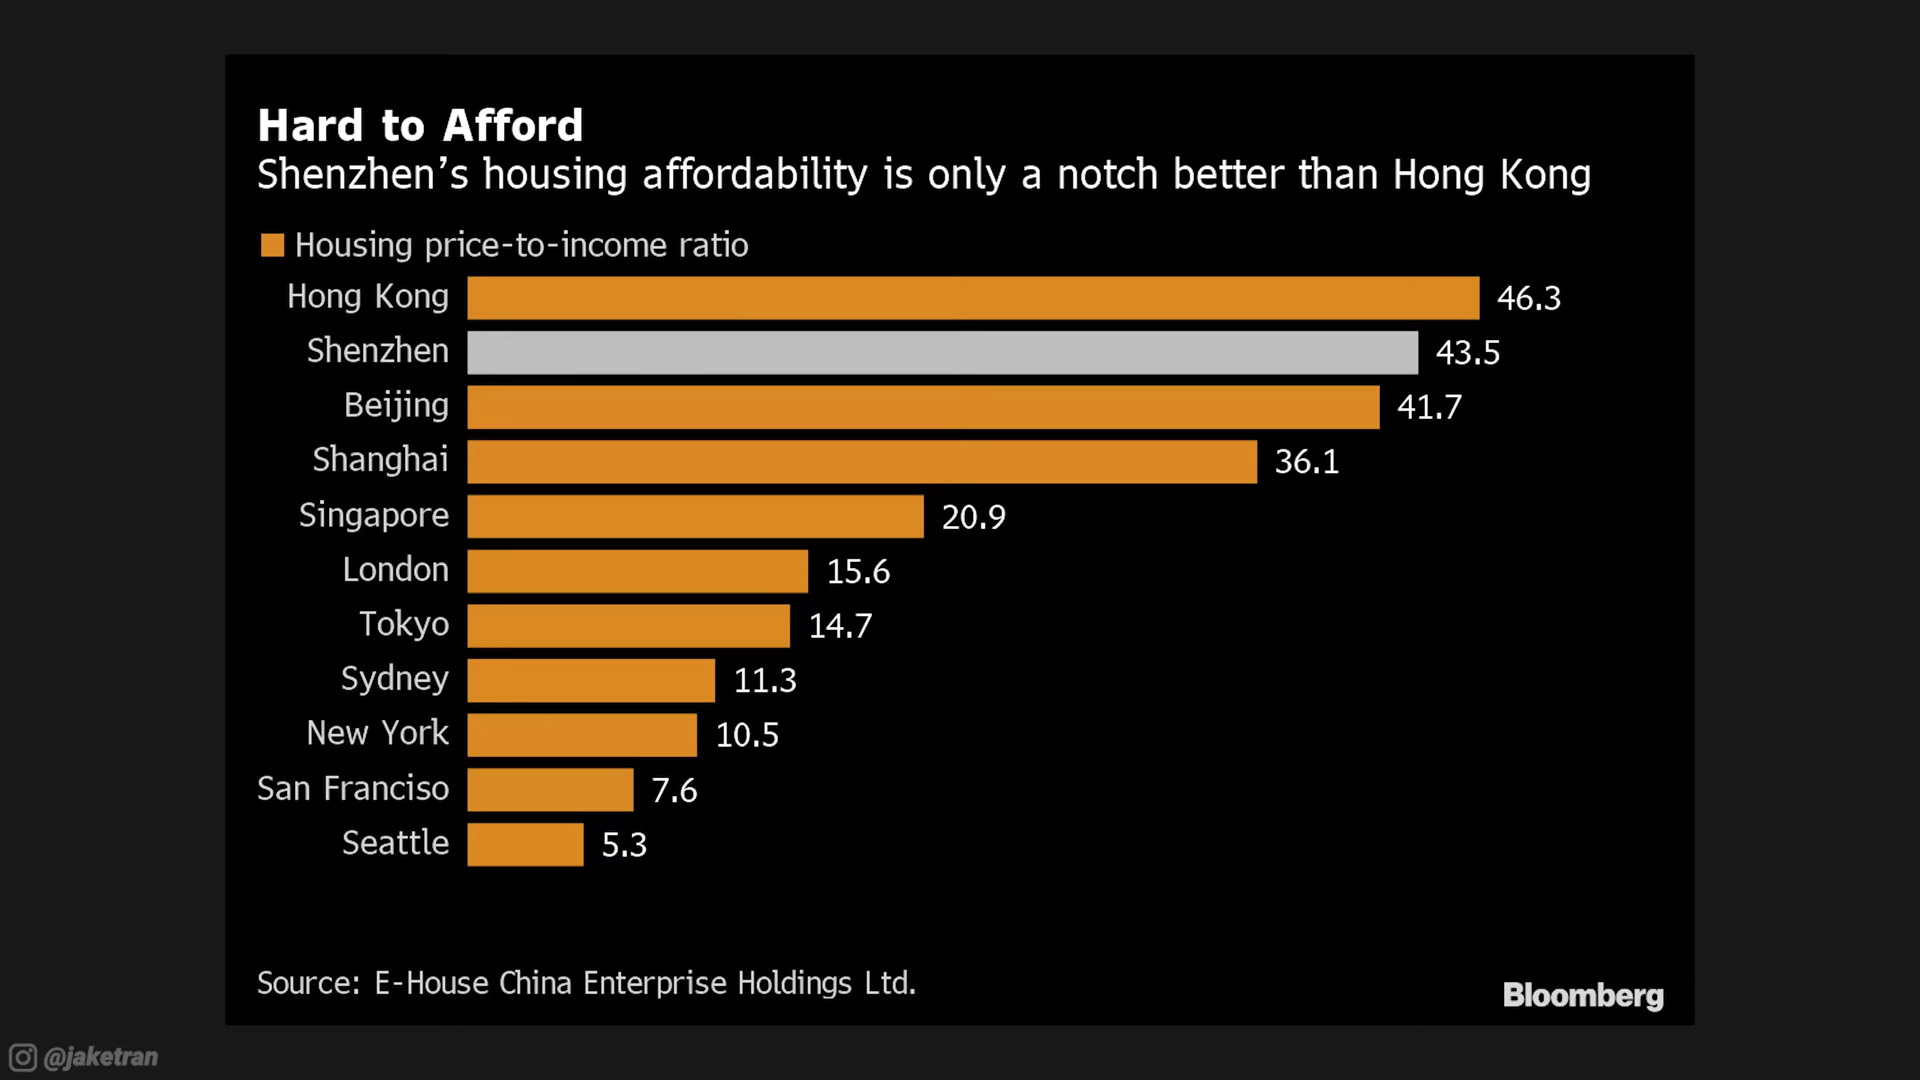 Hard to Afford
Shenzhen’s housing affordability is only a notch better than Hong Kong
Housing price-to-income ratio
Hong Kong 46.3
Shenzhen 43.5
Beijing 41.7
Shanghai 36.1
Singapore 20.9
London 15.6
Tokyo 14.7
Sydney 11.3
New York 10.5
San Franciso 7.6
Seattle 5.3
Source: E-House China Enterprise Holdings Ltd.
Bloomberg
@jaketran